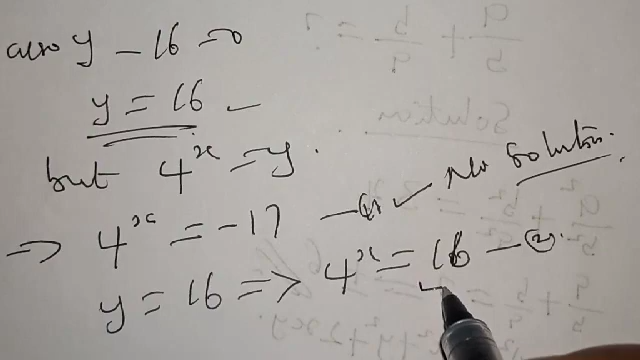 also y - 16 = 0
y = 16
but 4^x = y.
=> 4^x = -17 — (1) ✓ No Solution.
y = 16 => 4^x = 16 — (2).